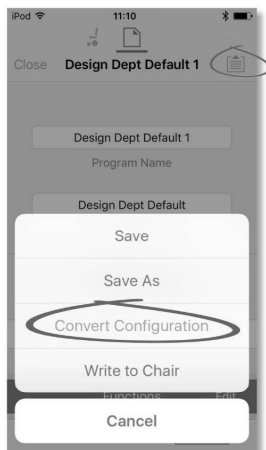 iPod 11:10
Close Design Dept Default 1
Design Dept Default 1
Program Name
Design Dept Default
Save
Save As
Convert Configuration
Write to Chair
Functions Edit
Cancel